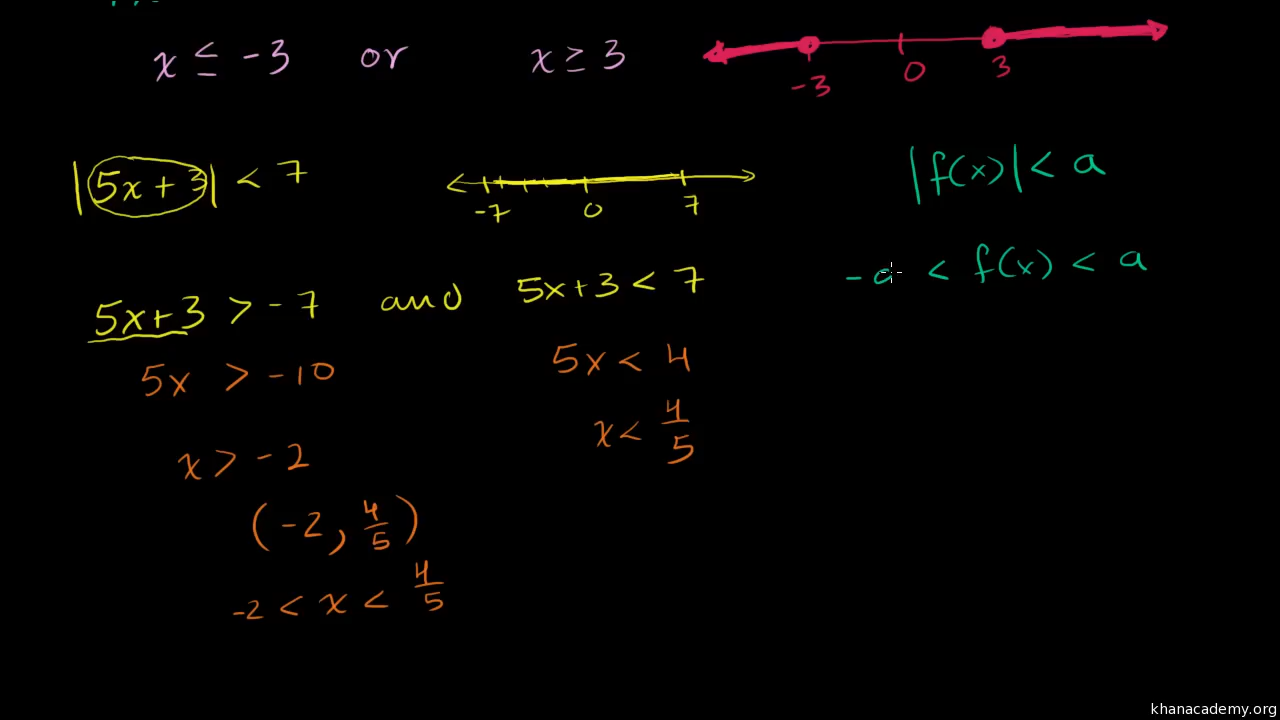 x ≤ -3 or x ≥ 3
-3 0 3
|5x + 3| < 7
-7 0 7
|f(x)| < a
-a < f(x) < a
5x+3 > -7 and 5x+3 < 7
5x > -10
5x < 4
x > -2
x < 4/5
(-2, 4/5)
-2 < x < 4/5
khanacademy.org